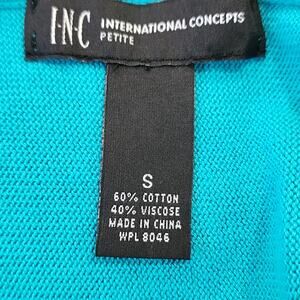 I·N·C INTERNATIONAL CONCEPTS
PETITE
S
60% COTTON
40% VISCOSE
MADE IN CHINA
WPL 8046